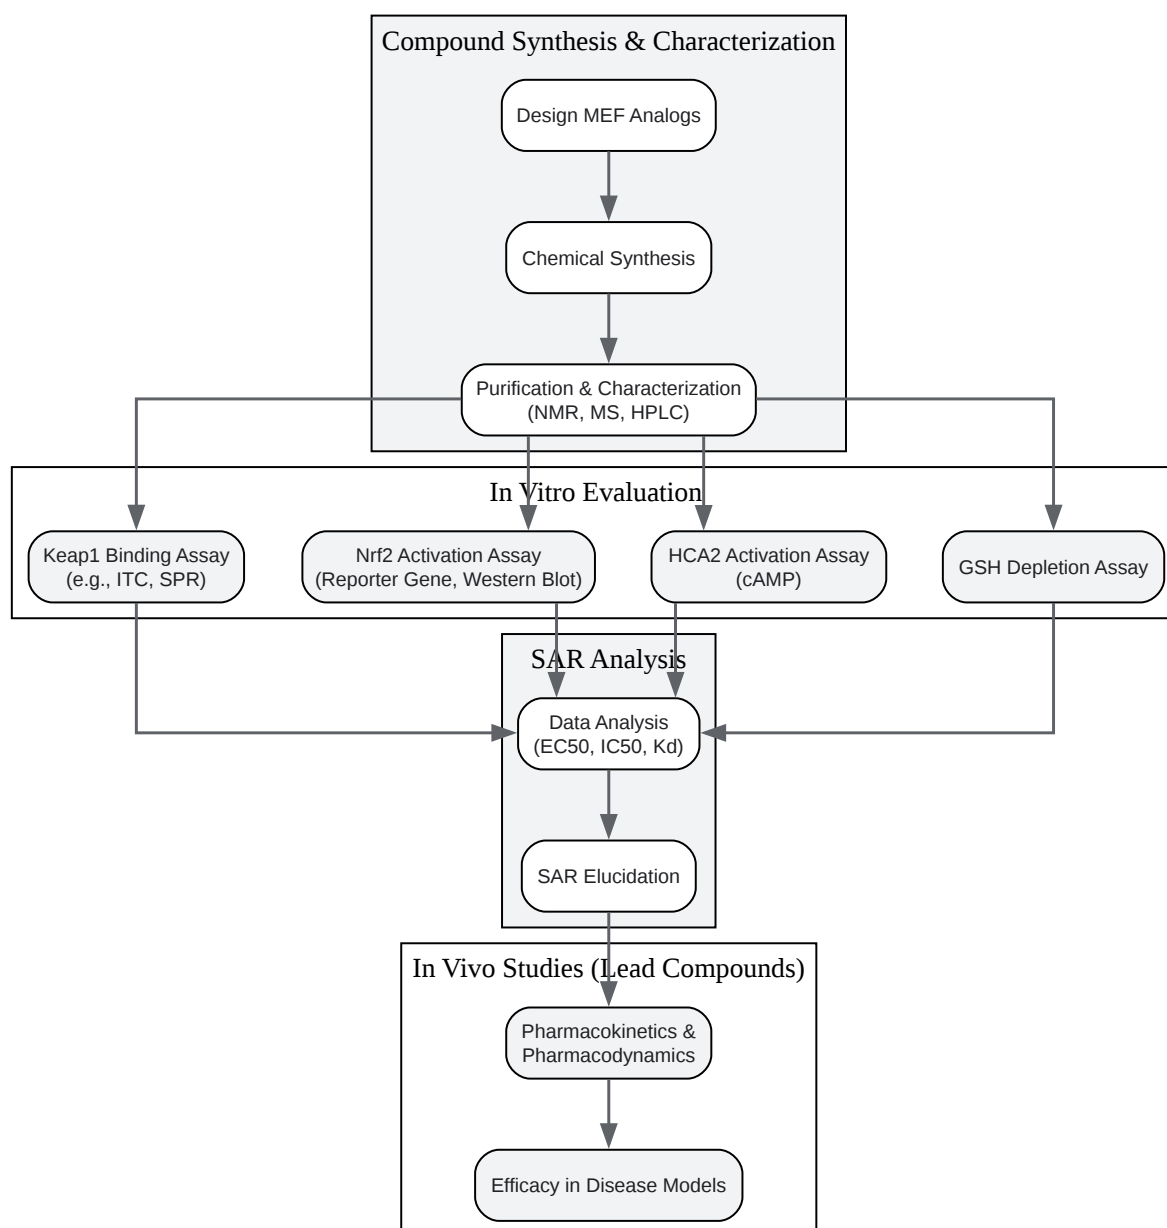 Compound Synthesis & Characterization
Design MEF Analogs
Chemical Synthesis
Purification & Characterization
(NMR, MS, HPLC)
In Vitro Evaluation
Keap1 Binding Assay
(e.g., ITC, SPR)
Nrf2 Activation Assay
(Reporter Gene, Western Blot)
HCA2 Activation Assay
(cAMP)
GSH Depletion Assay
SAR Analysis
Data Analysis
(EC50, IC50, Kd)
SAR Elucidation
In Vivo Studies (Lead Compounds)
Pharmacokinetics &
Pharmacodynamics
Efficacy in Disease Models